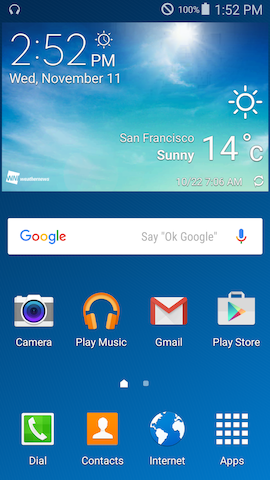 100% 1:52 PM
2:52 PM
Wed, November 11
San Francisco
Sunny
14°C
weathernews
10/22 7:06 AM
Google Say "Ok Google"
Camera Play Music Gmail Play Store
Dial Contacts Internet Apps